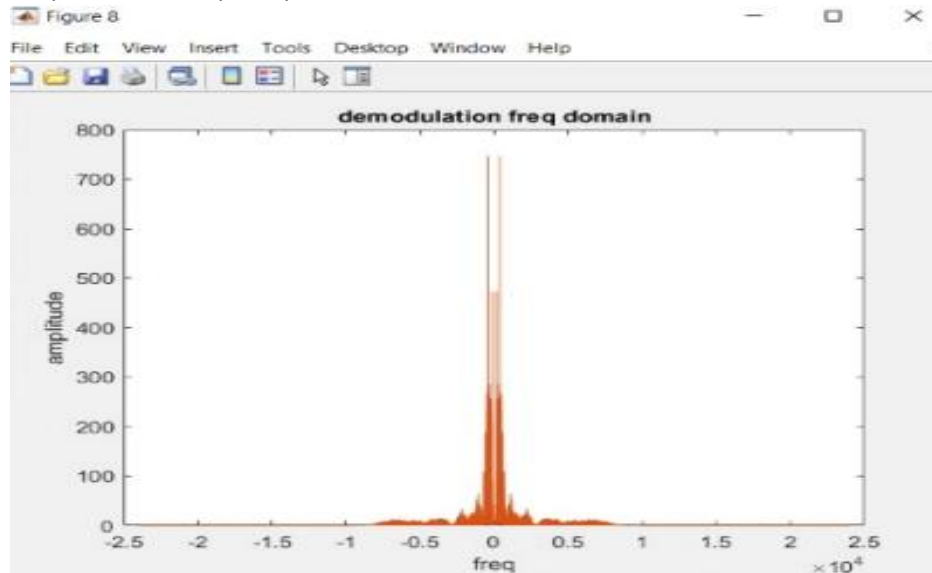 Figure 8
File Edit View Insert Tools Desktop Window Help
demodulation freq domain
800
700
600
500
400
300
200
100
0
amplitude
-2.5 -2 -1.5 -1 -0.5 0 0.5 1 1.5 2 2.5
freq
×10⁴